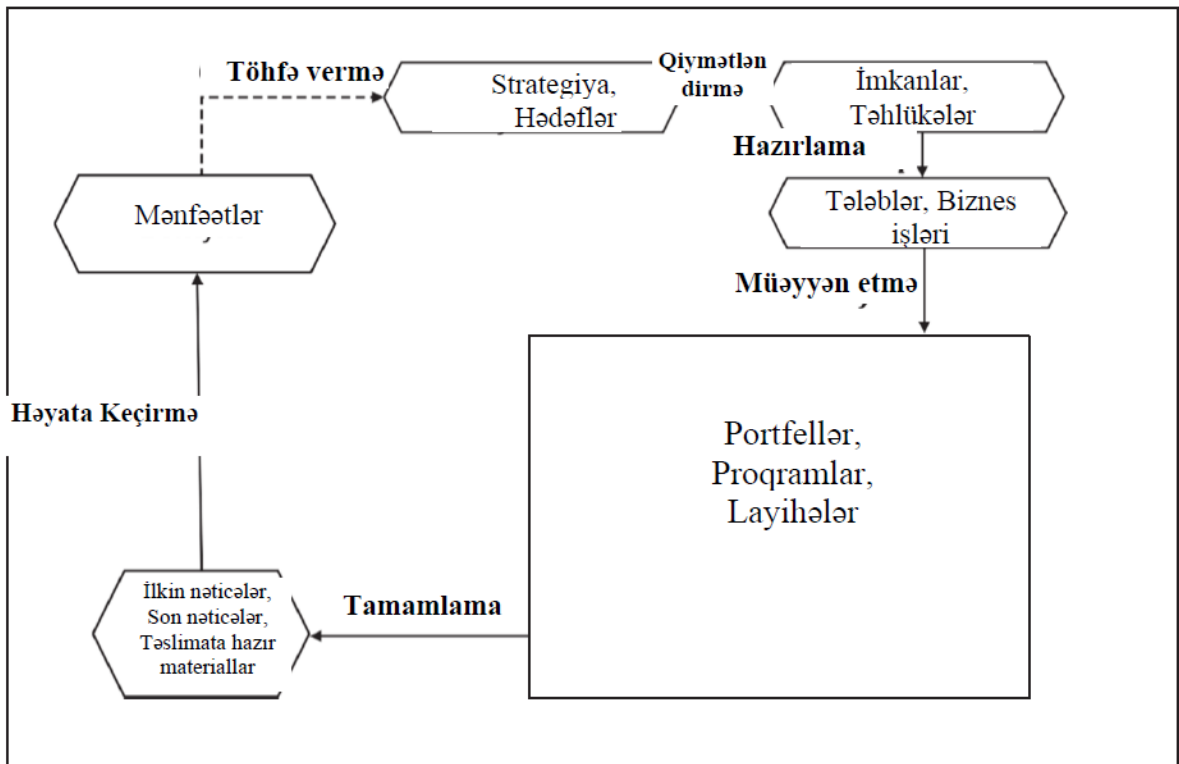 Töhfə vermə
Strategiya,
Hədəflər
Qiymətlən
dirmə
İmkanlar,
Təhlükələr
Hazırlama
Tələblər, Biznes
işləri
Müəyyən etmə
Portfellər,
Proqramlar,
Layihələr
Tamamlama
İlkin nəticələr,
Son nəticələr,
Təslimata hazır
materiallar
Həyata Keçirmə
Mənfəətlər